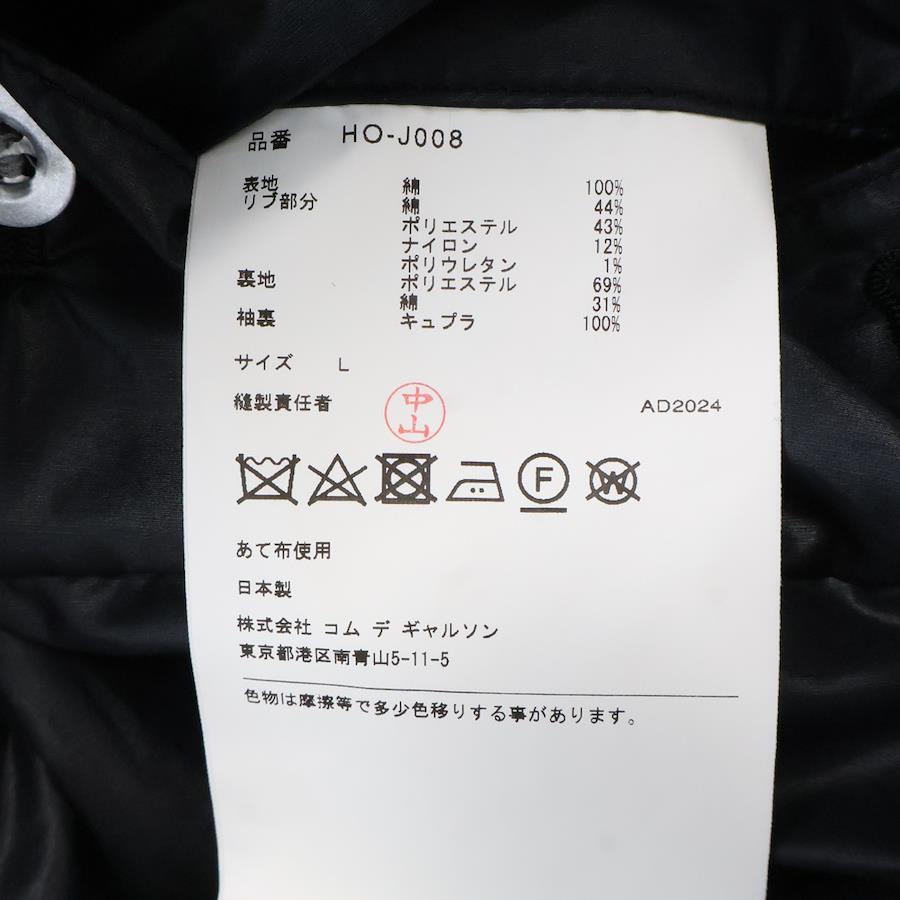 品番 HO-J008
表地 綿 100%
リブ部分 綿 44%
ポリエステル 43%
ナイロン 12%
ポリウレタン 1%
裏地 ポリエステル 69%
綿 31%
袖裏 キュプラ 100%
サイズ L
縫製責任者 中山 AD2024
F W
あて布使用
日本製
株式会社 コム デ ギャルソン
東京都港区南青山5-11-5
色物は摩擦等で多少色移りする事があります。